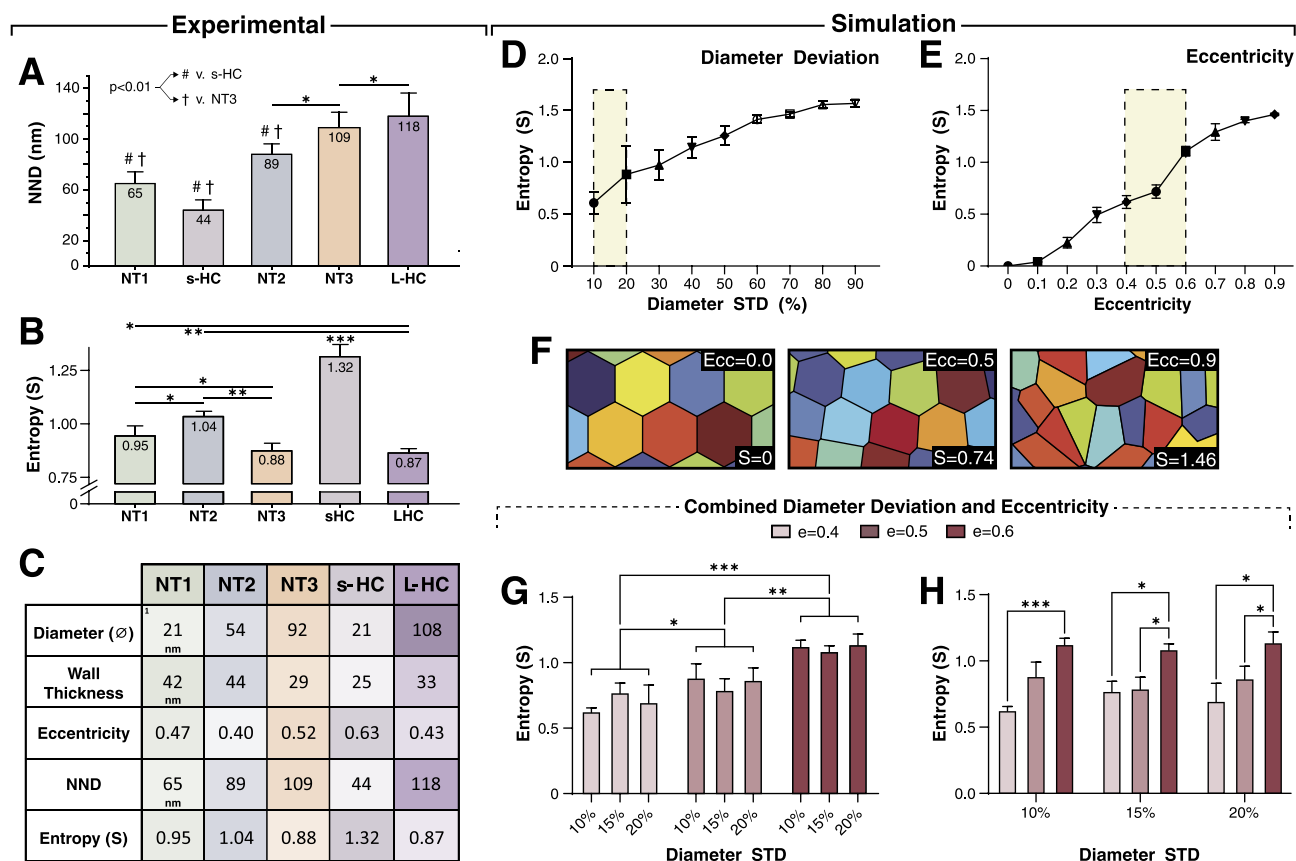 Experimental
Simulation
A
p<0.01
# v. s-HC
† v. NT3
NND (nm)
140
100
60
20
0
# †
# †
# †
*
*
65
44
89
109
118
NT1 s-HC NT2 NT3 L-HC
B
Entropy (S)
1.25
1.00
0.75
0
*
**
***
*
*
**
0.95
1.04
0.88
1.32
0.87
NT1 NT2 NT3 sHC LHC
C
NT1 NT2 NT3 s-HC L-HC
Diameter (∅) 1 21 nm 54 92 21 108
Wall Thickness 42 nm 44 29 25 33
Eccentricity 0.47 0.40 0.52 0.63 0.43
NND 65 nm 89 109 44 118
Entropy (S) 0.95 1.04 0.88 1.32 0.87
D
Diameter Deviation
Entropy (S)
2.0
1.5
1.0
0.5
0
10 20 30 40 50 60 70 80 90
Diameter STD (%)
E
Eccentricity
Entropy (S)
2.0
1.5
1.0
0.5
0
0 0.1 0.2 0.3 0.4 0.5 0.6 0.7 0.8 0.9
Eccentricity
F
Ecc=0.0
S=0
Ecc=0.5
S=0.74
Ecc=0.9
S=1.46
Combined Diameter Deviation and Eccentricity
e=0.4 e=0.5 e=0.6
G
Entropy (S)
1.5
1.0
0.5
0
***
**
*
10% 15% 20% 10% 15% 20% 10% 15% 20%
Diameter STD
H
Entropy (S)
1.5
1.0
0.5
0.0
***
*
*
*
*
10% 15% 20%
Diameter STD